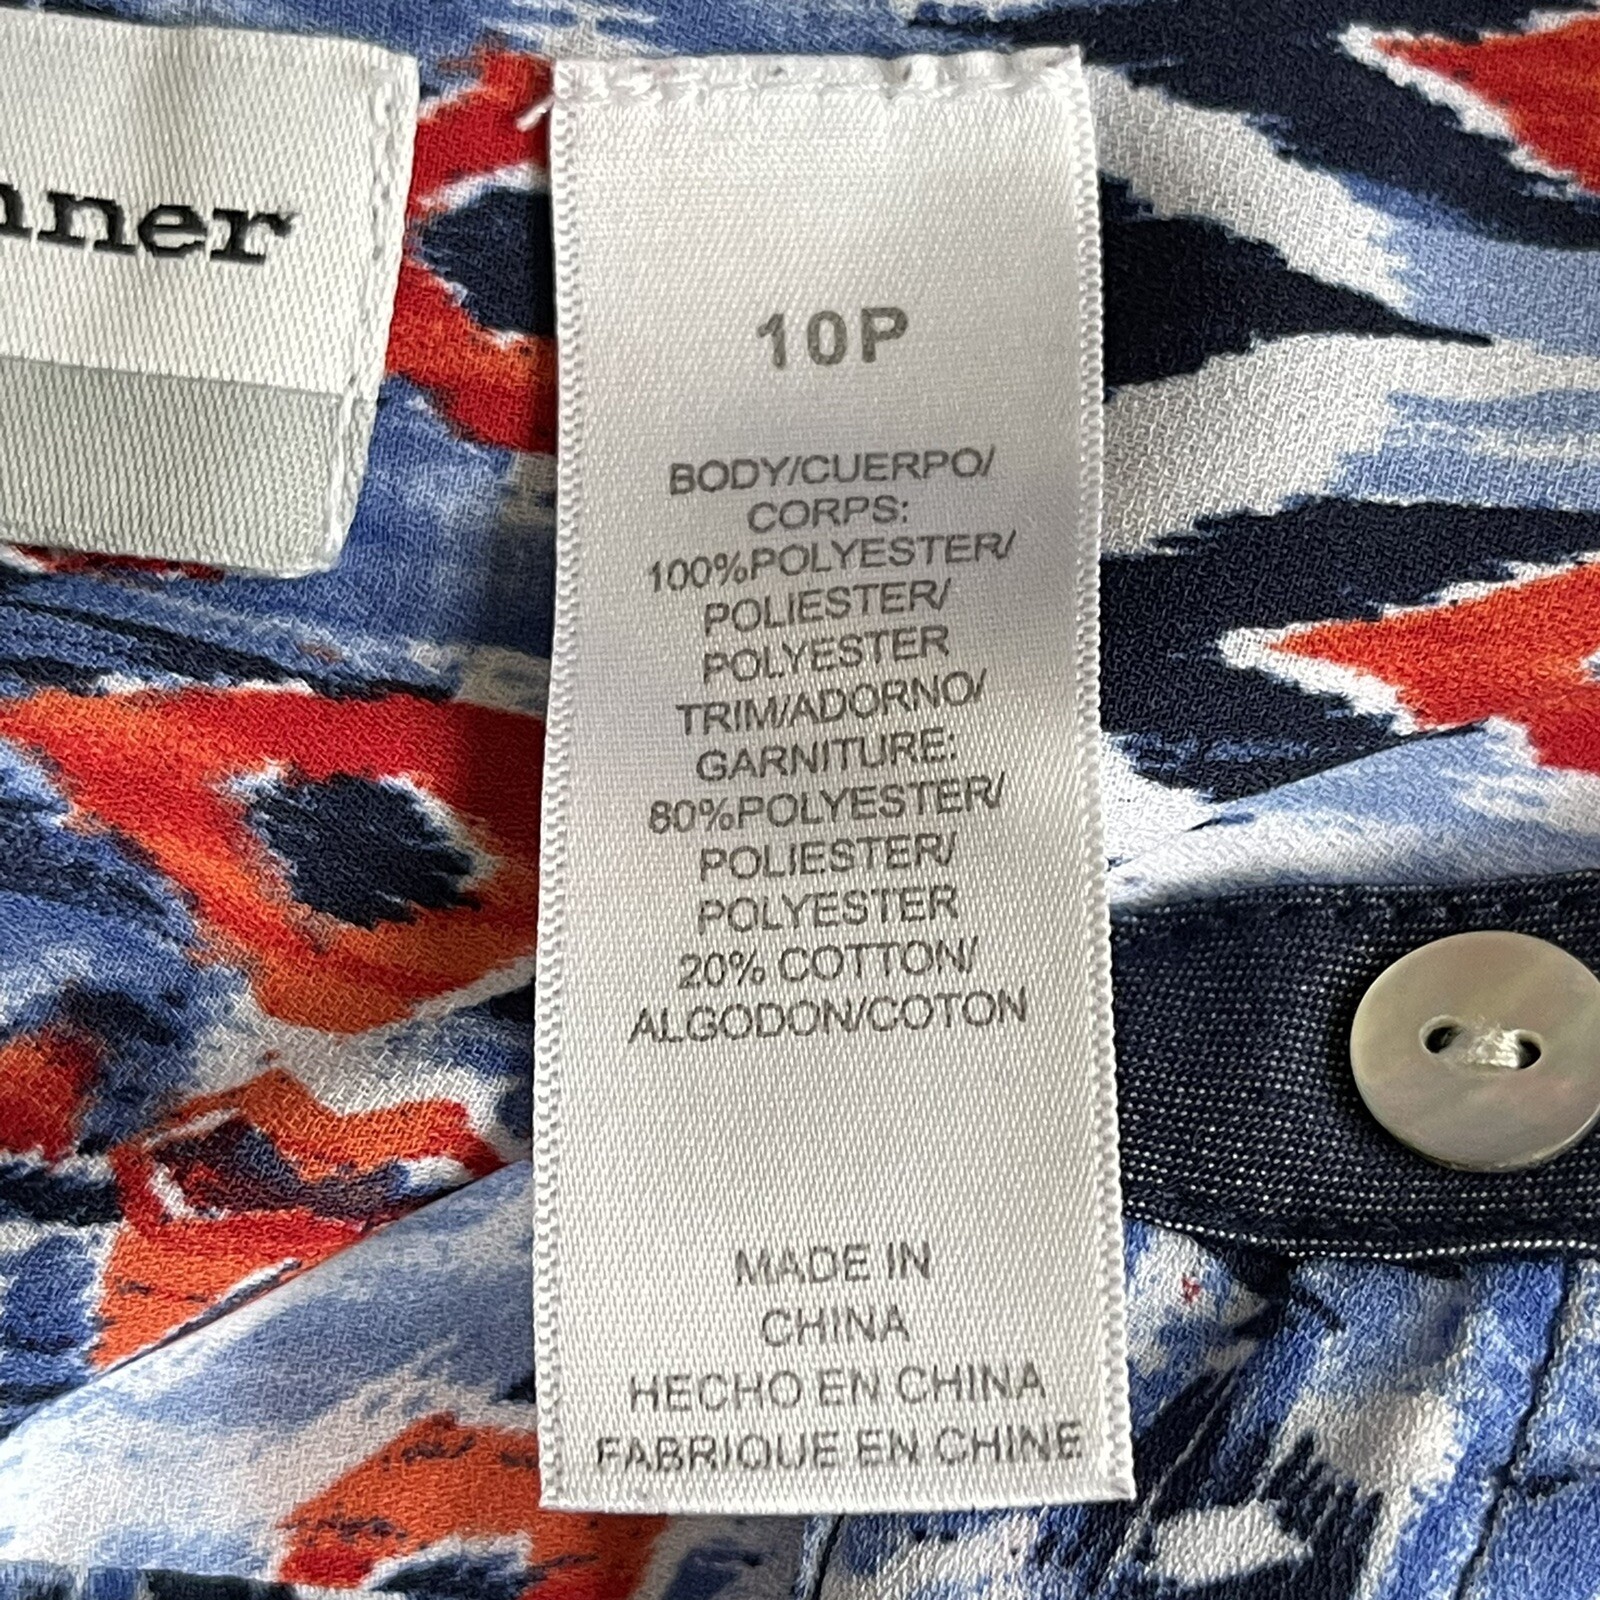 10P
BODY/CUERPO/
CORPS:
100%POLYESTER/
POLIESTER/
POLYESTER
TRIM/ADORNO/
GARNITURE:
80%POLYESTER/
POLIESTER/
POLYESTER
20% COTTON/
ALGODON/COTON
MADE IN
CHINA
HECHO EN CHINA
FABRIQUE EN CHINE